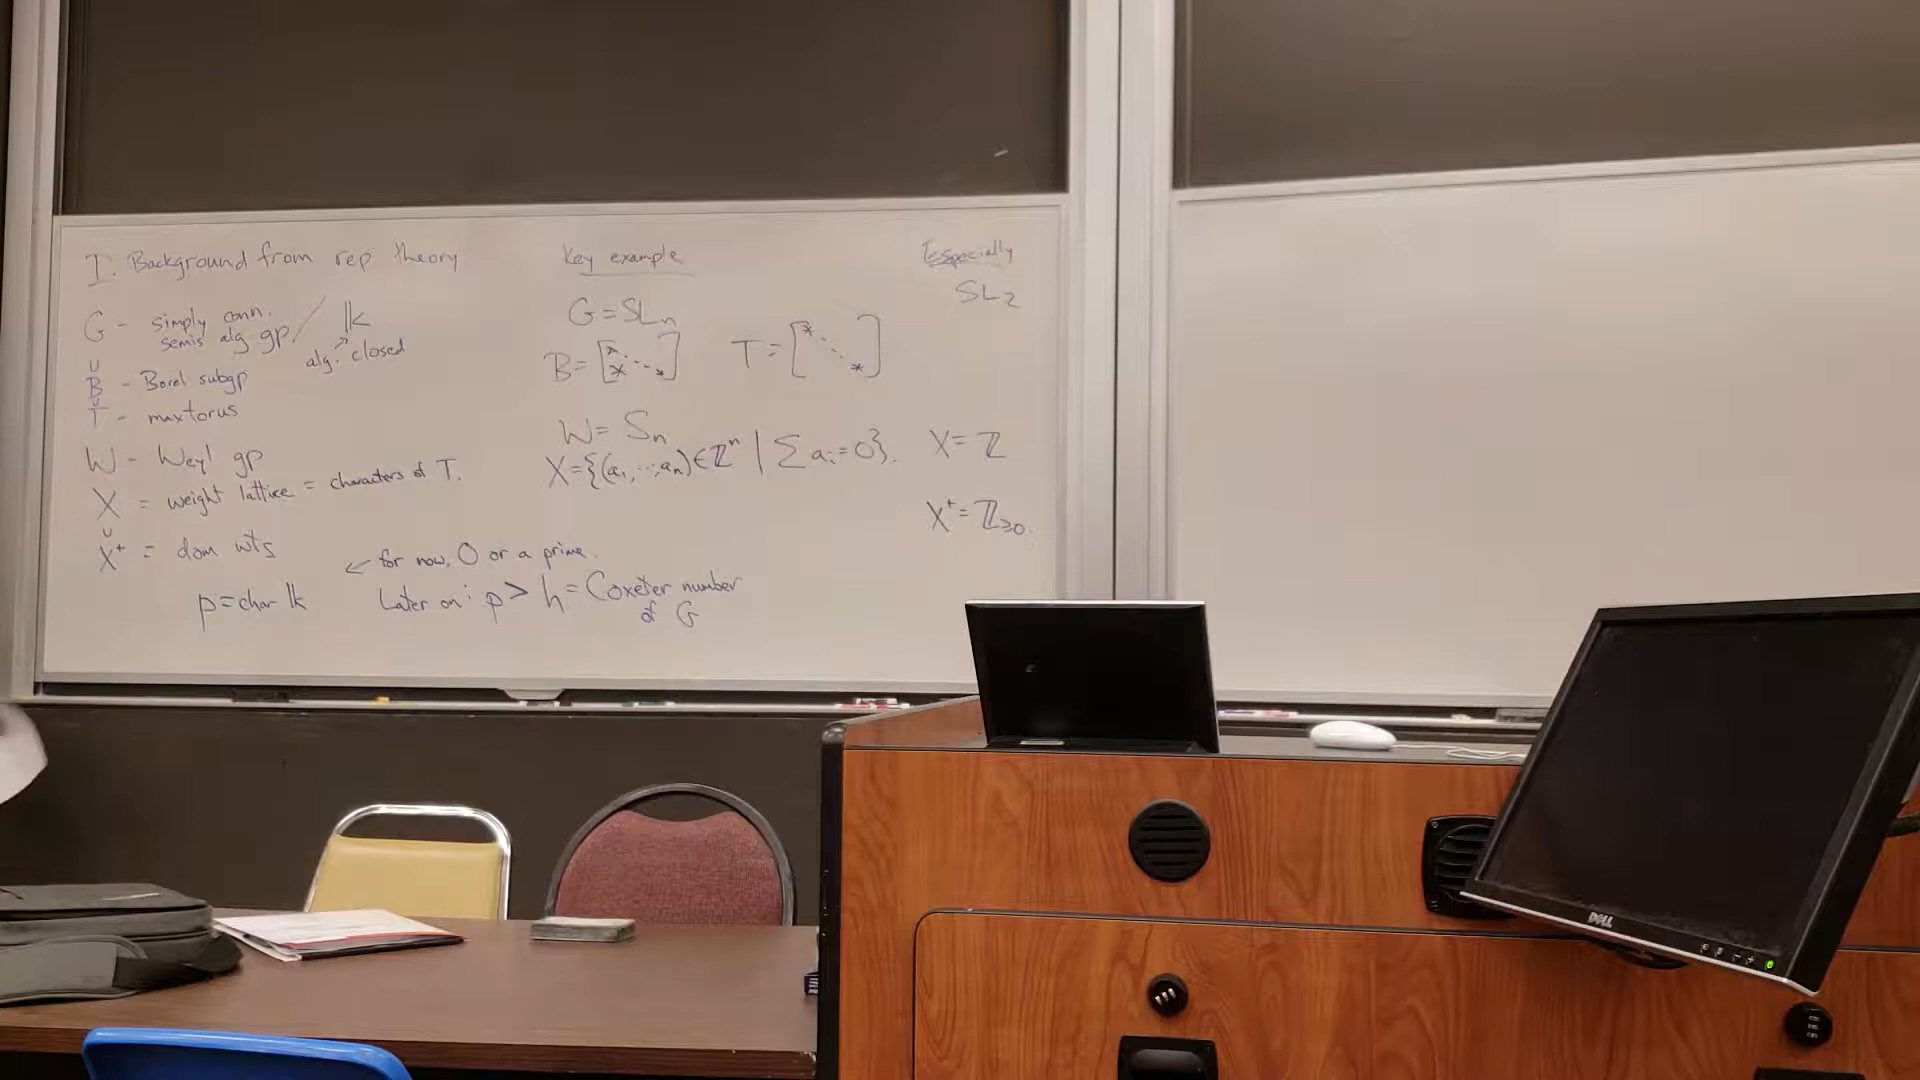 I. Background from rep theory
G - simply conn.
semis alg gp / 𝕜
alg. closed
∪
B - Borel subgp
∪
T - max torus
W - Weyl gp
X = weight lattice = characters of T.
∪
X⁺ = dom wts
p = char 𝕜
← for now, 0 or a prime.
Later on: p > h = Coxeter number
of G
Key example
G = SLₙ
B = [* ⋱ * *]
T = [* ⋱ *]
W = Sₙ
X = {(a₁, ..., aₙ) ∈ ℤⁿ | ∑ aᵢ = 0}.
Especially
SL₂
X = ℤ
X⁺ = ℤ≥0.
DELL